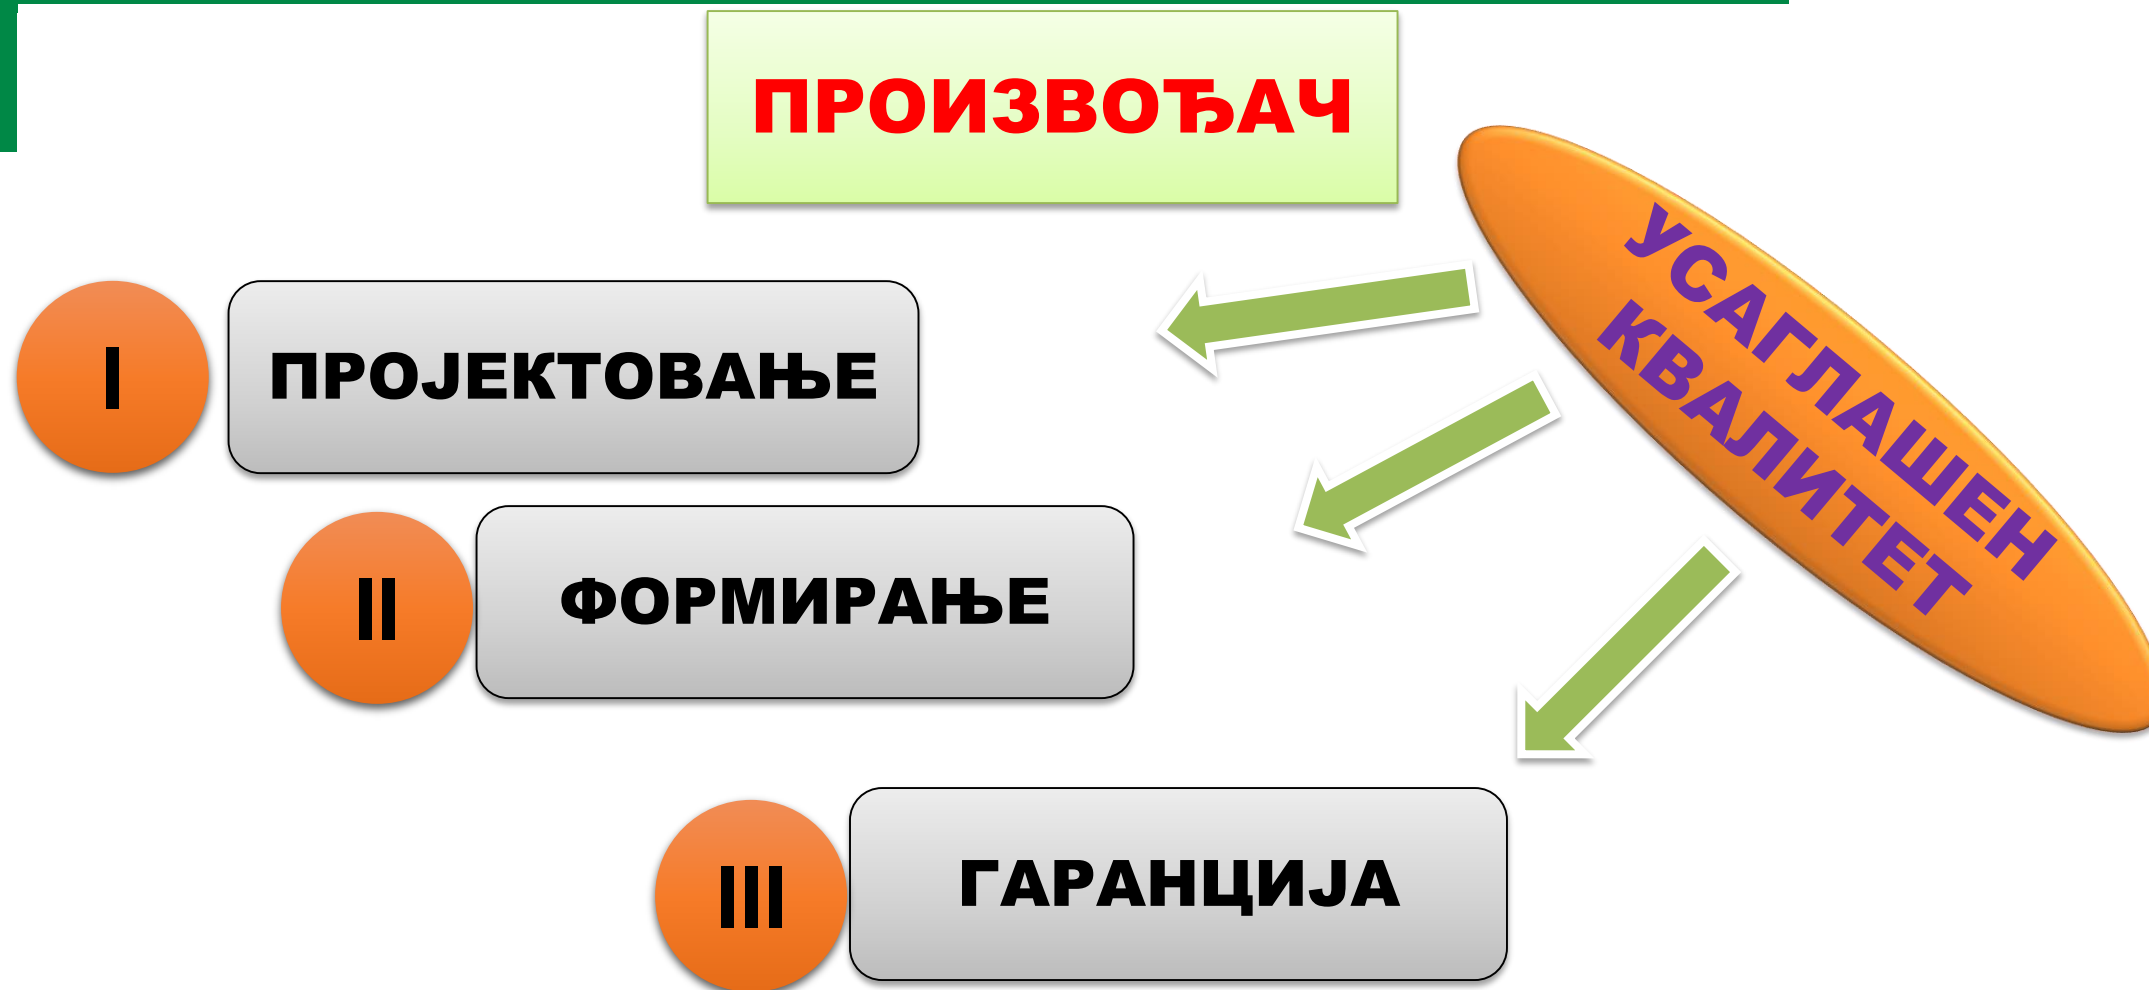 ПРОИЗВОЂАЧ
УСАГЛАШЕН
КВАЛИТЕТ
I
ПРОЈЕКТОВАЊЕ
II
ФОРМИРАЊЕ
III
ГАРАНЦИЈА